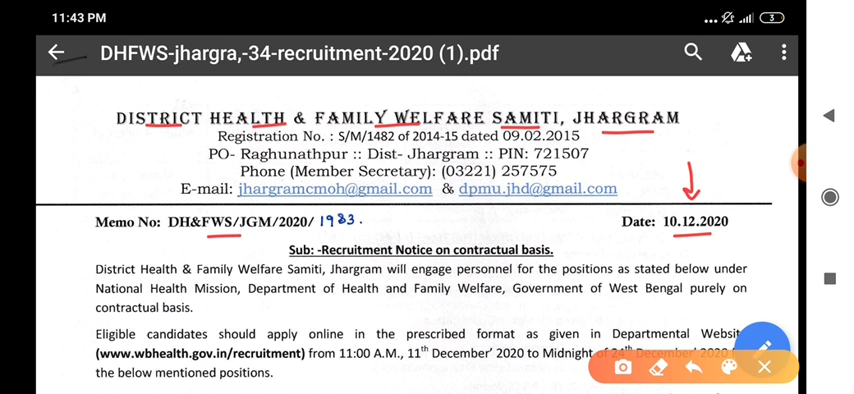 11:43 PM
3
DHFWS-jhargra,-34-recruitment-2020 (1).pdf
DISTRICT HEALTH & FAMILY WELFARE SAMITI, JHARGRAM
Registration No. : S/M/1482 of 2014-15 dated 09.02.2015
PO- Raghunathpur :: Dist- Jhargram :: PIN: 721507
Phone (Member Secretary): (03221) 257575
E-mail: jhargramcmoh@gmail.com & dpmu.jhd@gmail.com
Memo No: DH&FWS/JGM/2020/ 1983. Date: 10.12.2020
Sub: -Recruitment Notice on contractual basis.
District Health & Family Welfare Samiti, Jhargram will engage personnel for the positions as stated below under
National Health Mission, Department of Health and Family Welfare, Government of West Bengal purely on
contractual basis.
Eligible candidates should apply online in the prescribed format as given in Departmental Websit
(www.wbhealth.gov.in/recruitment) from 11:00 A.M., 11th December' 2020 to Midnight of 24th December' 2020
the below mentioned positions.